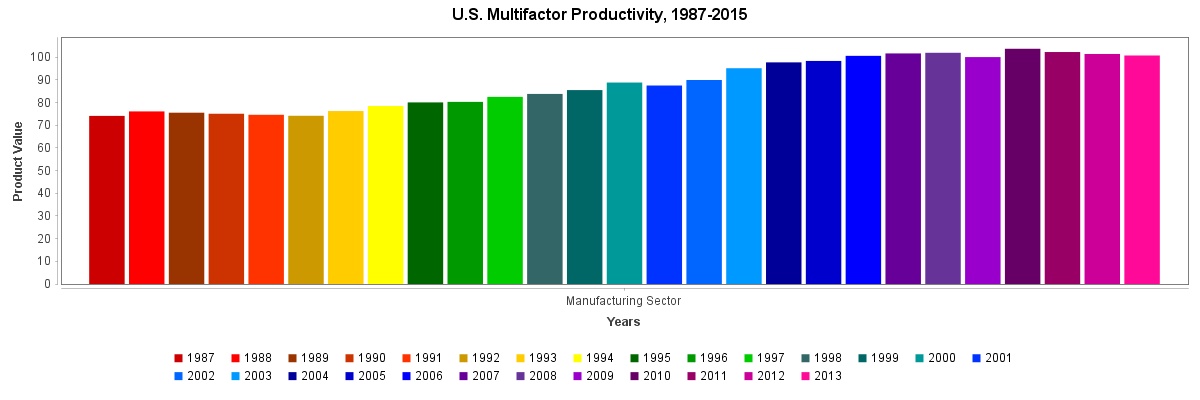 U.S. Multifactor Productivity, 1987-2015
100
90
80
70
60
50
40
30
20
10
0
Product Value
Manufacturing Sector
Years
1987 1988 1989 1990 1991 1992 1993 1994 1995 1996 1997 1998 1999 2000 2001
2002 2003 2004 2005 2006 2007 2008 2009 2010 2011 2012 2013